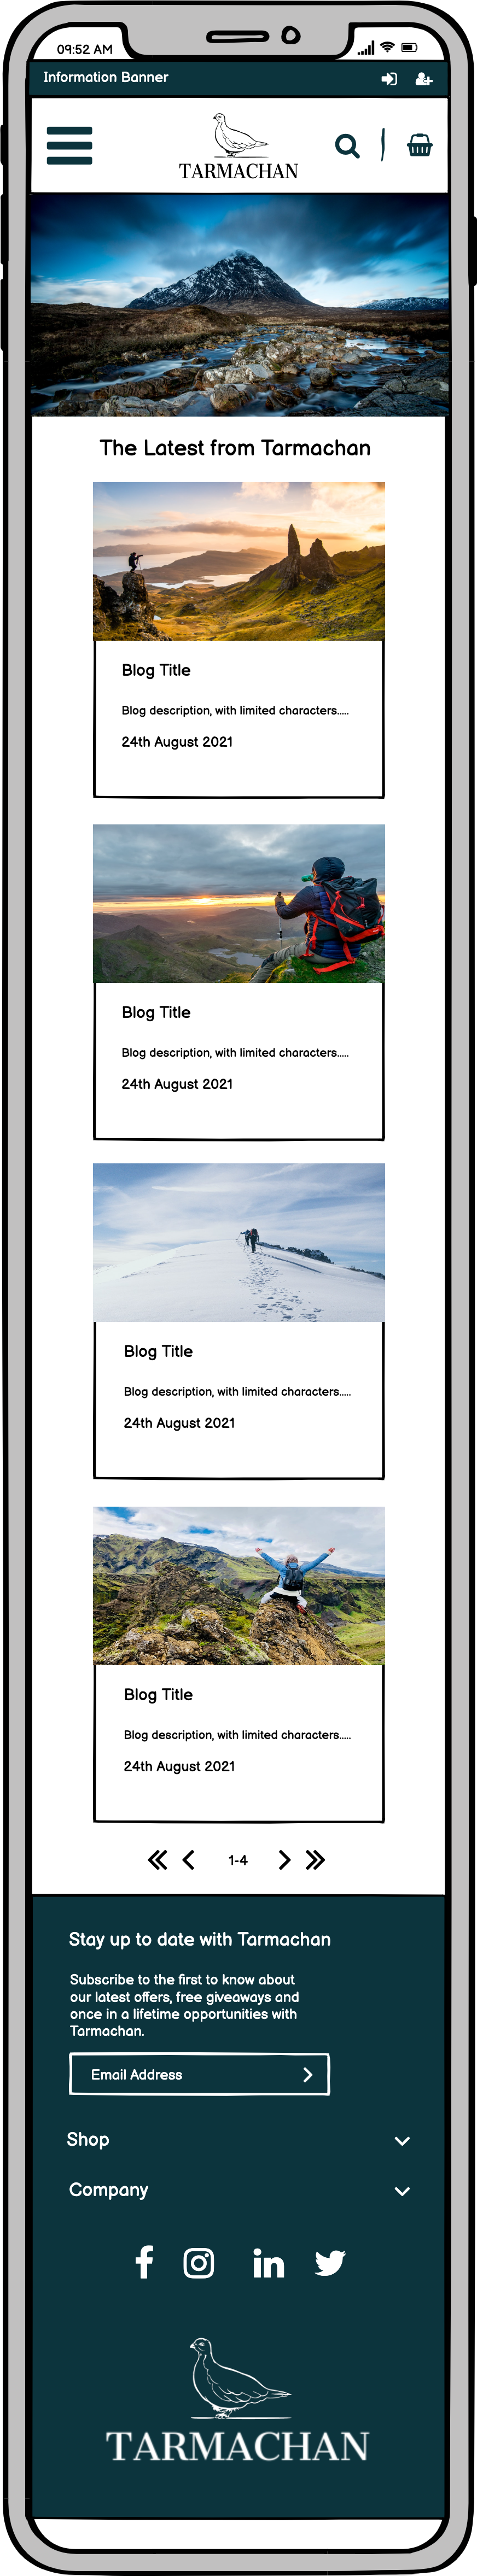 09:52 AM
Information Banner
TARMACHAN
The Latest from Tarmachan
Blog Title
Blog description, with limited characters.....
24th August 2021
Blog Title
Blog description, with limited characters.....
24th August 2021
Blog Title
Blog description, with limited characters.....
24th August 2021
Blog Title
Blog description, with limited characters.....
24th August 2021
1-4
Stay up to date with Tarmachan
Subscribe to the first to know about
our latest offers, free giveaways and
once in a lifetime opportunities with
Tarmachan.
Email Address
Shop
Company
TARMACHAN